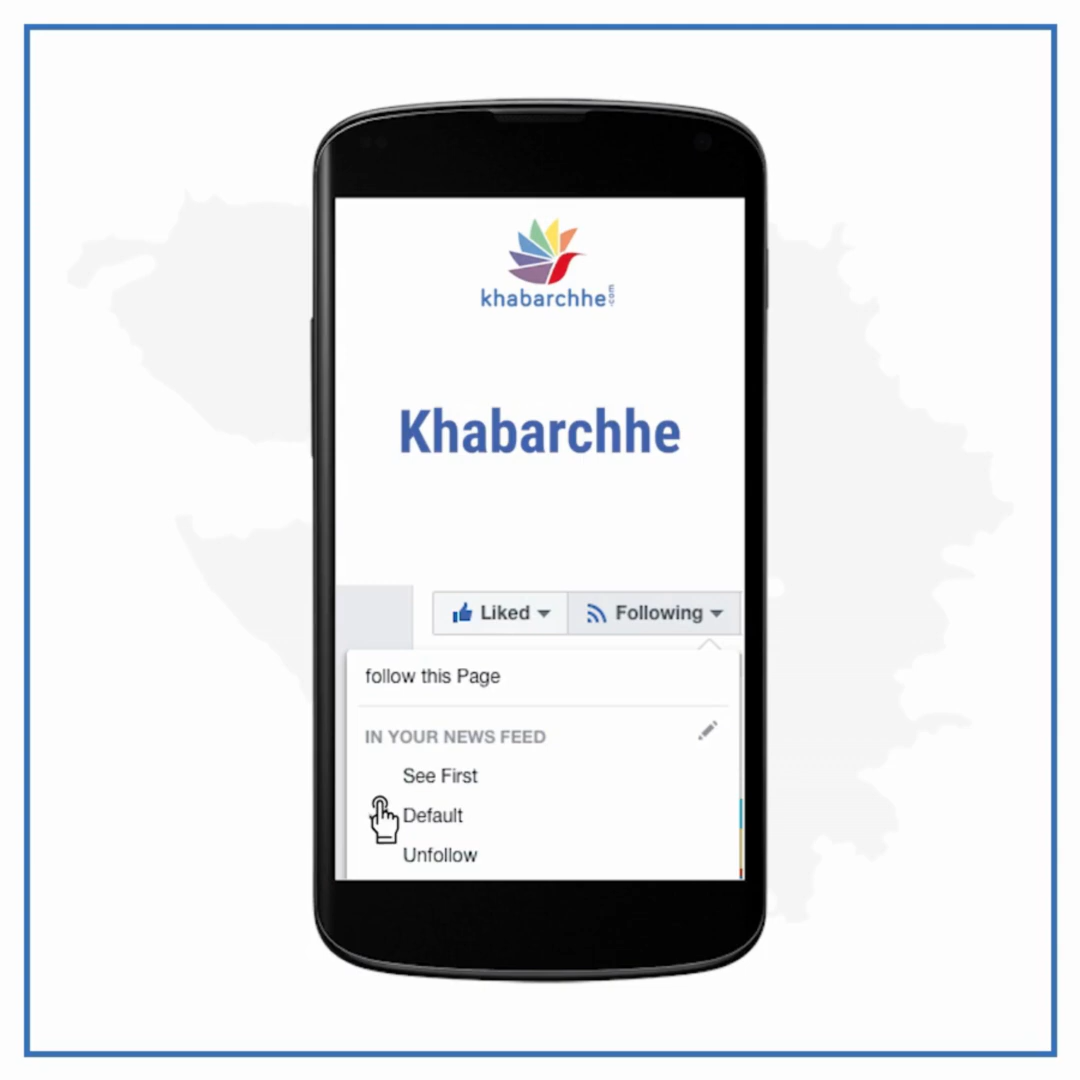 khabarchhe.com
Khabarchhe
Liked Following
follow this Page
IN YOUR NEWS FEED
See First
Default
Unfollow